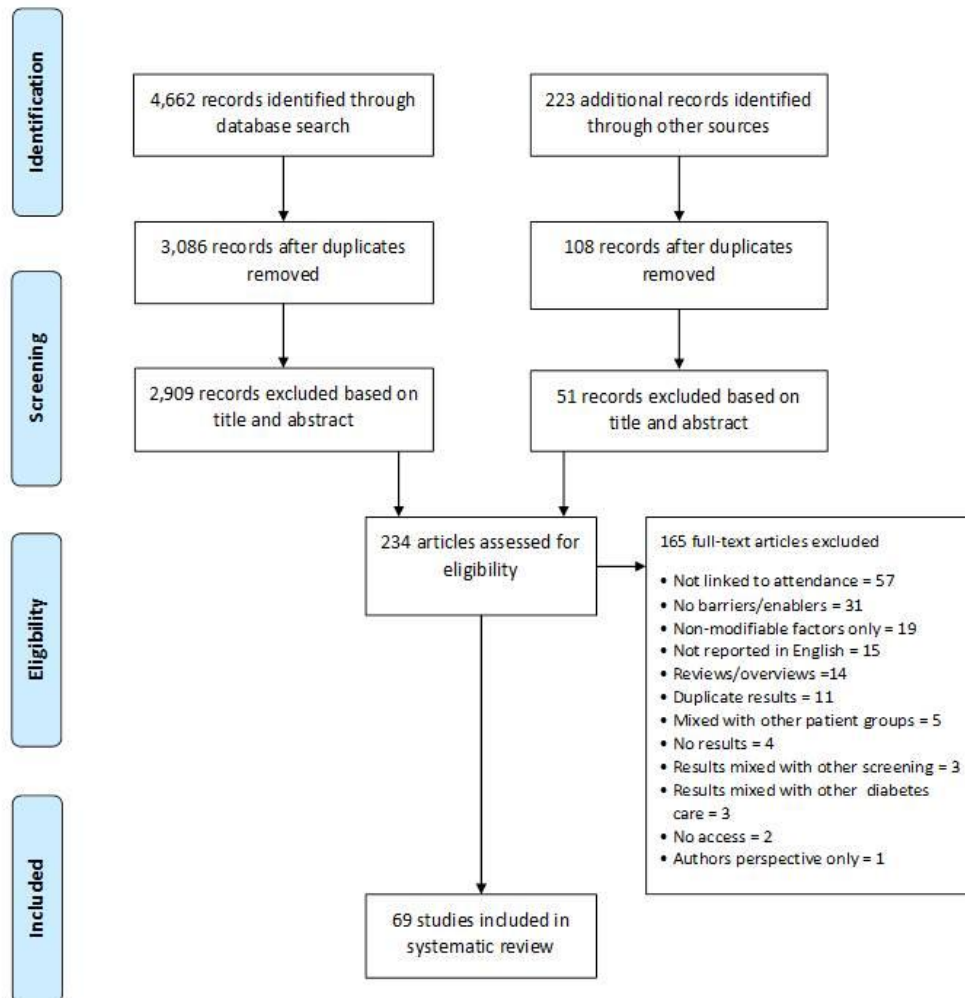 Identification
4,662 records identified through
database search
223 additional records identified
through other sources
3,086 records after duplicates
removed
108 records after duplicates
removed
Screening
2,909 records excluded based on
title and abstract
51 records excluded based on
title and abstract
Eligibility
234 articles assessed for
eligibility
165 full-text articles excluded
• Not linked to attendance = 57
• No barriers/enablers = 31
• Non-modifiable factors only = 19
• Not reported in English = 15
• Reviews/overviews =14
• Duplicate results = 11
• Mixed with other patient groups = 5
• No results = 4
• Results mixed with other screening = 3
• Results mixed with other diabetes
care = 3
• No access = 2
• Authors perspective only = 1
Included
69 studies included in
systematic review